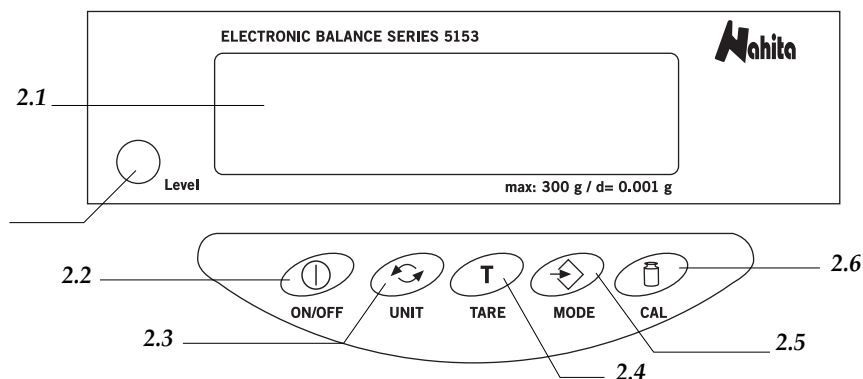 ELECTRONIC BALANCE SERIES 5153
Nahita
2.1
Level
max: 300 g / d= 0.001 g
2.2
T
2.6
ON/OFF UNIT TARE MODE CAL
2.3
2.5
2.4